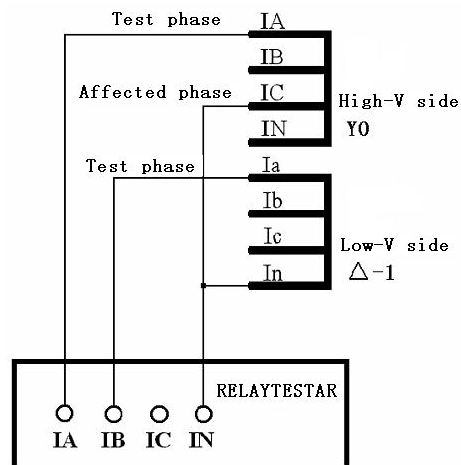 Test phase
IA
IB
Affected phase
IC
High-V side
IN
Y0
Test phase
Ia
Ib
Ic
Low-V side
In
△-1
RELAYTESTAR
IA IB IC IN